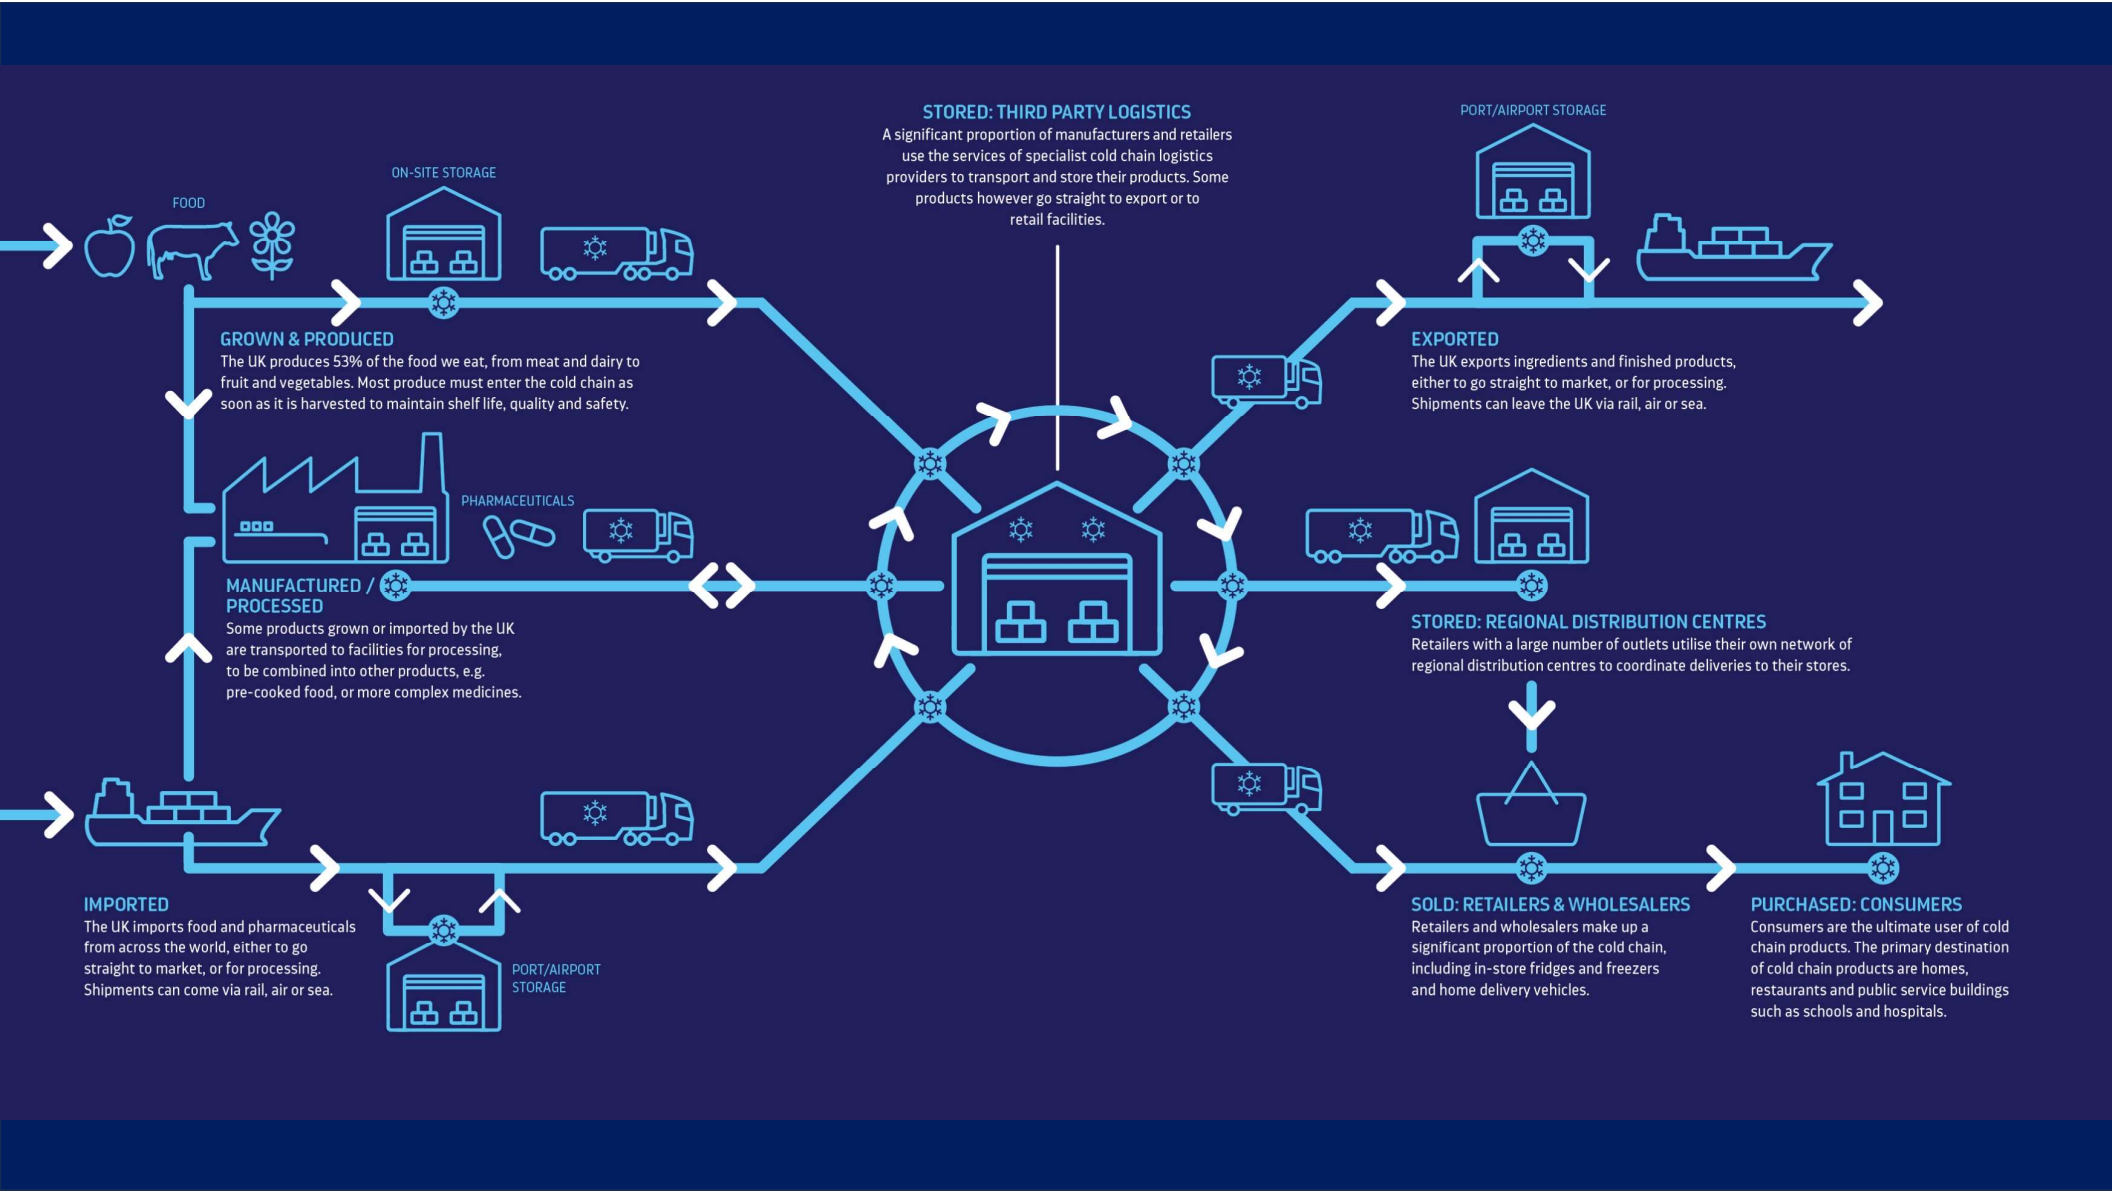 STORED: THIRD PARTY LOGISTICS
A significant proportion of manufacturers and retailers
use the services of specialist cold chain logistics
providers to transport and store their products. Some
products however go straight to export or to
retail facilities.
PORT/AIRPORT STORAGE
ON-SITE STORAGE
FOOD
GROWN & PRODUCED
The UK produces 53% of the food we eat, from meat and dairy to
fruit and vegetables. Most produce must enter the cold chain as
soon as it is harvested to maintain shelf life, quality and safety.
EXPORTED
The UK exports ingredients and finished products,
either to go straight to market, or for processing.
Shipments can leave the UK via rail, air or sea.
PHARMACEUTICALS
MANUFACTURED /
PROCESSED
Some products grown or imported by the UK
are transported to facilities for processing,
to be combined into other products, e.g.
pre-cooked food, or more complex medicines.
STORED: REGIONAL DISTRIBUTION CENTRES
Retailers with a large number of outlets utilise their own network of
regional distribution centres to coordinate deliveries to their stores.
IMPORTED
The UK imports food and pharmaceuticals
from across the world, either to go
straight to market, or for processing.
Shipments can come via rail, air or sea.
PORT/AIRPORT
STORAGE
SOLD: RETAILERS & WHOLESALERS
Retailers and wholesalers make up a
significant proportion of the cold chain,
including in-store fridges and freezers
and home delivery vehicles.
PURCHASED: CONSUMERS
Consumers are the ultimate user of cold
chain products. The primary destination
of cold chain products are homes,
restaurants and public service buildings
such as schools and hospitals.